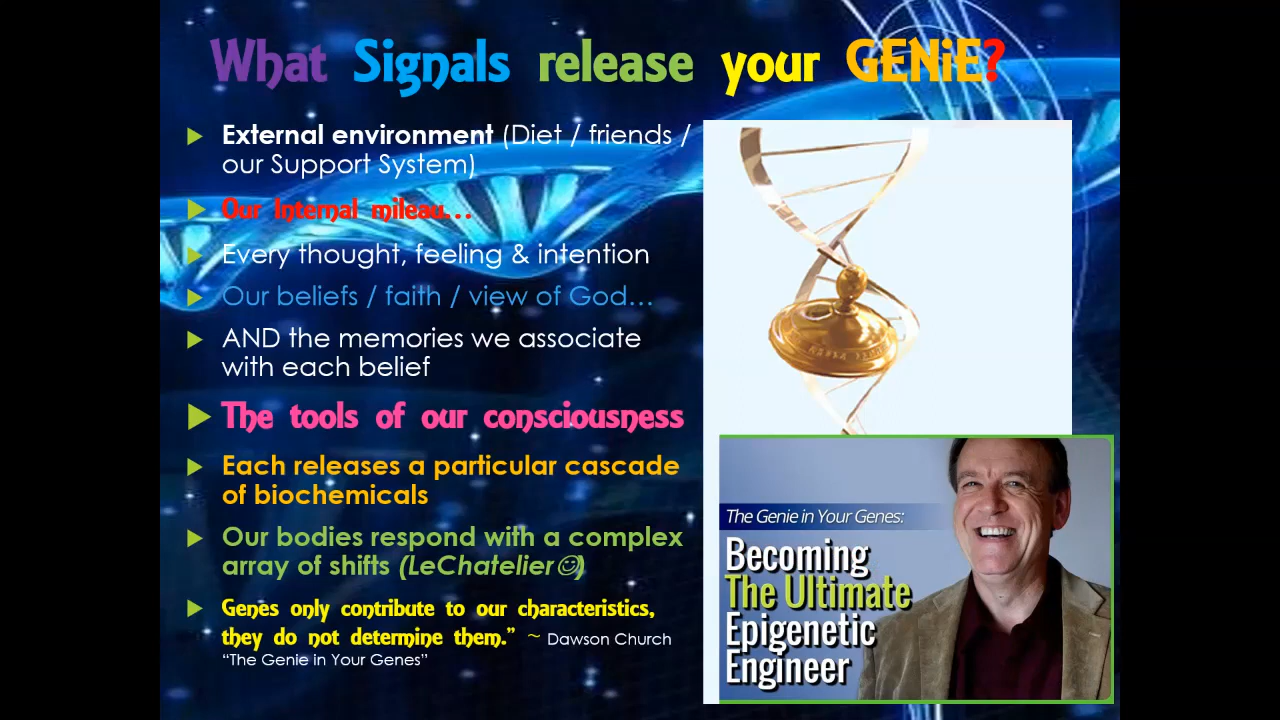 What Signals release your GENiE?
External environment (Diet / friends /
our Support System)
Our Internal mileau…
Every thought, feeling & intention
Our beliefs / faith / view of God…
AND the memories we associate
with each belief
The tools of our consciousness
Each releases a particular cascade
of biochemicals
Our bodies respond with a complex
array of shifts (LeChatelier☺)
Genes only contribute to our characteristics,
they do not determine them.” ~ Dawson Church
“The Genie in Your Genes”
The Genie in Your Genes:
Becoming
The Ultimate
Epigenetic
Engineer